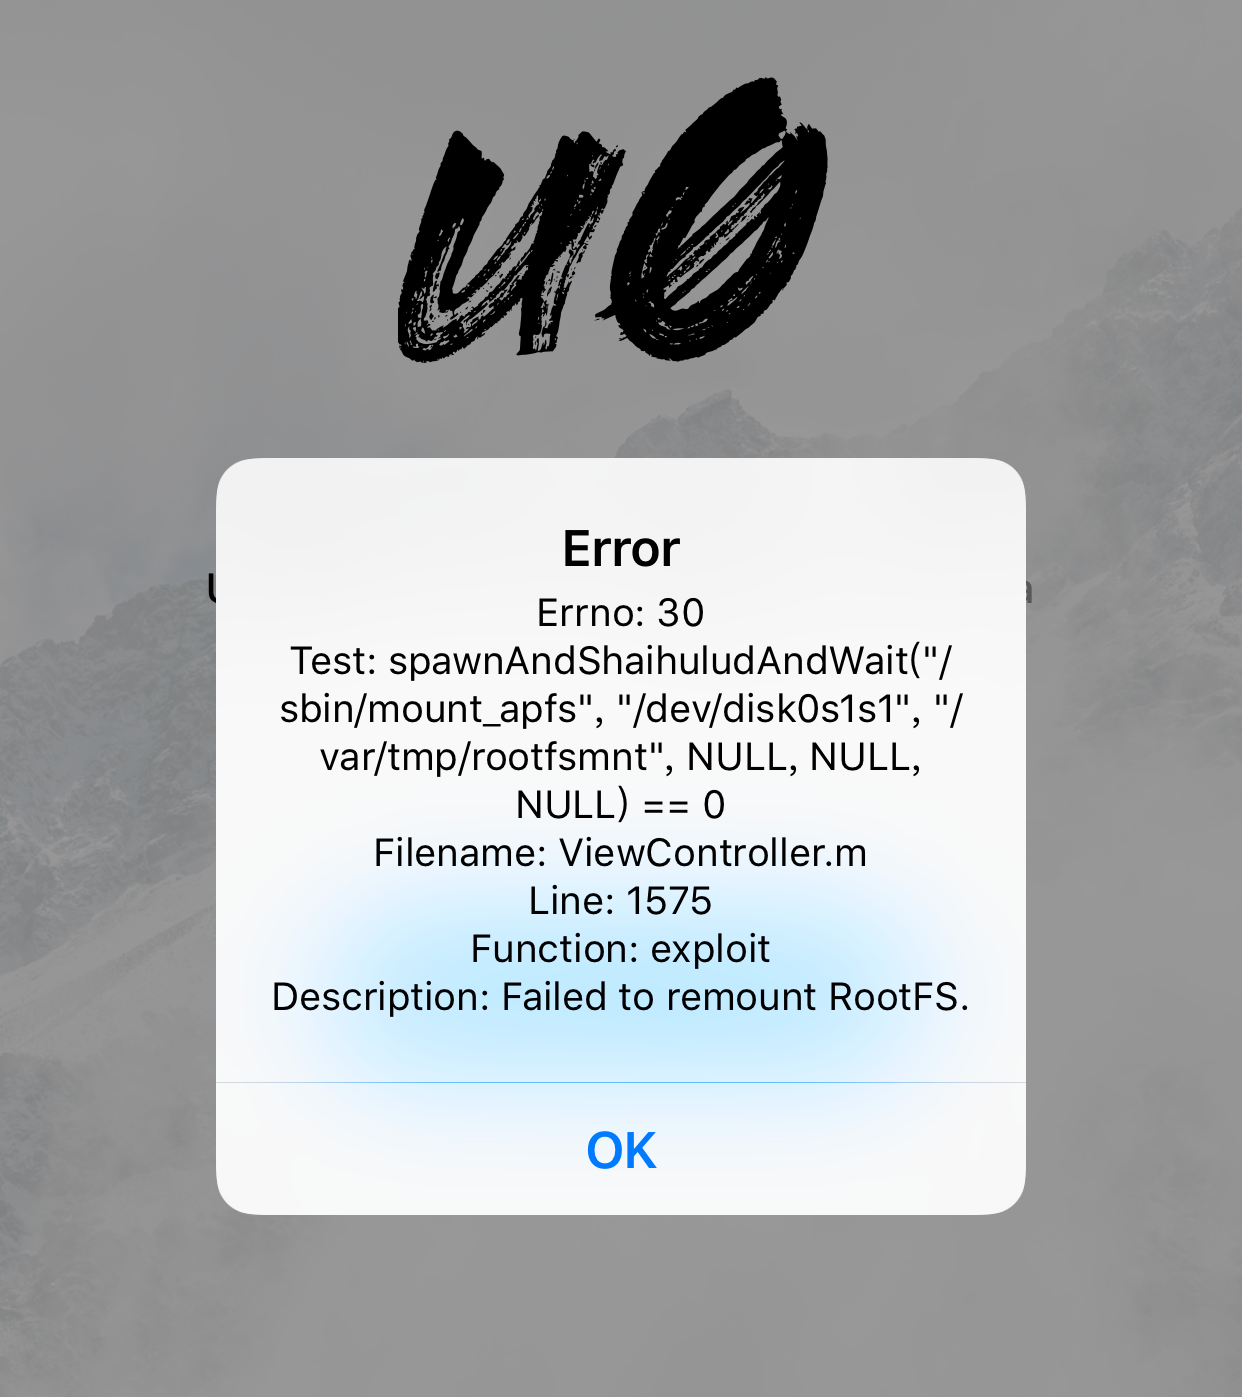 u0
Error
Errno: 30
Test: spawnAndShaihuludAndWait("/
sbin/mount_apfs", "/dev/disk0s1s1", "/
var/tmp/rootfsmnt", NULL, NULL,
NULL) == 0
Filename: ViewController.m
Line: 1575
Function: exploit
Description: Failed to remount RootFS.
OK